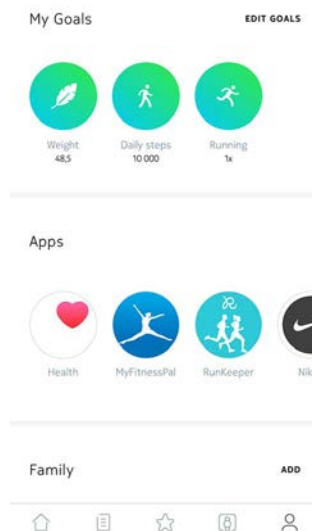 My Goals EDIT GOALS
Weight Daily steps Running
48,5 10 000 1x
Apps
Health MyFitnessPal RunKeeper Nik
Family ADD